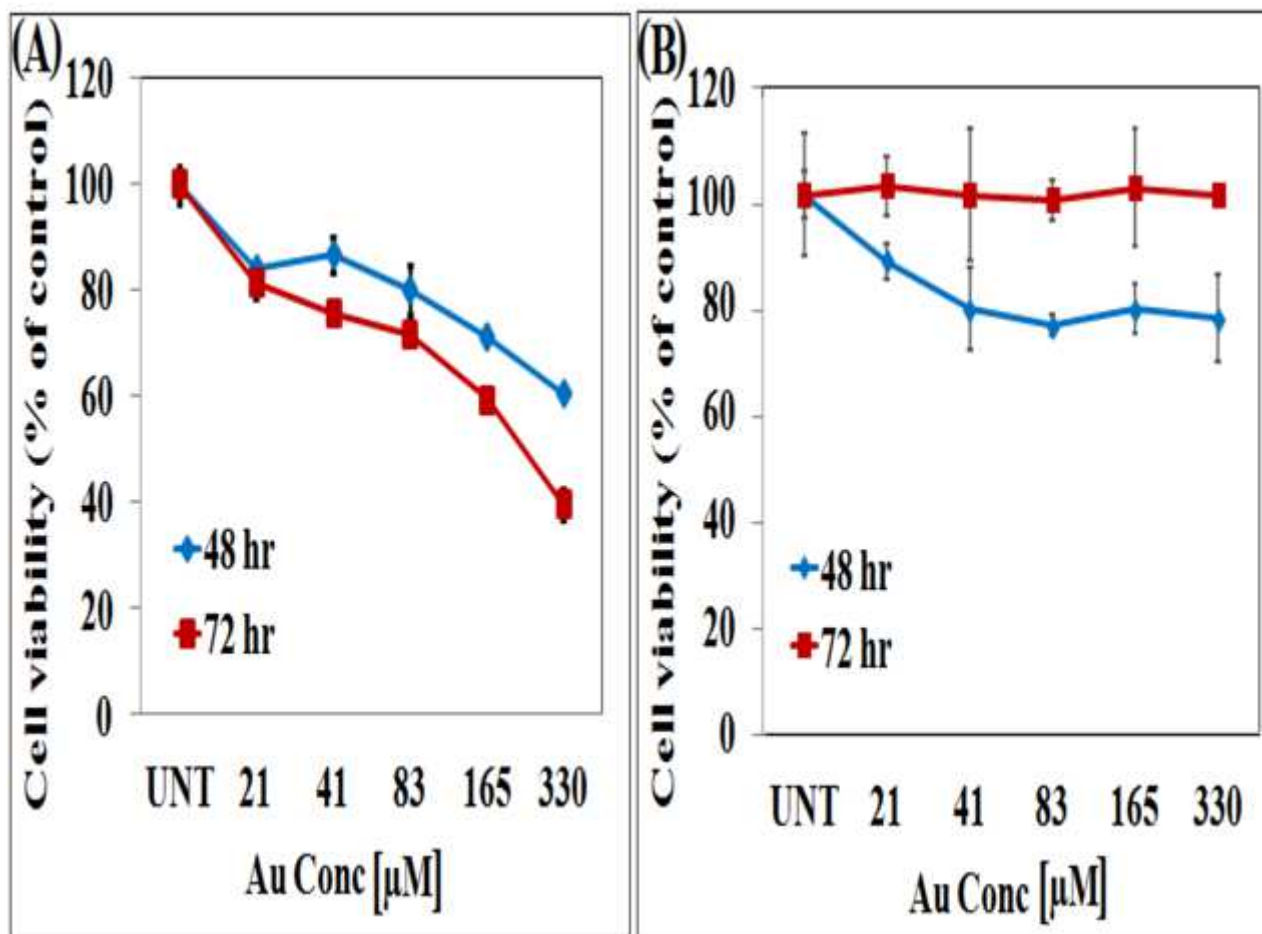 (A)
Cell viability (% of control)
120
100
80
60
40
20
0
48 hr
72 hr
UNT 21 41 83 165 330
Au Conc [µM]
(B)
Cell viability (% of control)
120
100
80
60
40
20
0
48 hr
72 hr
UNT 21 41 83 165 330
Au Conc [µM]